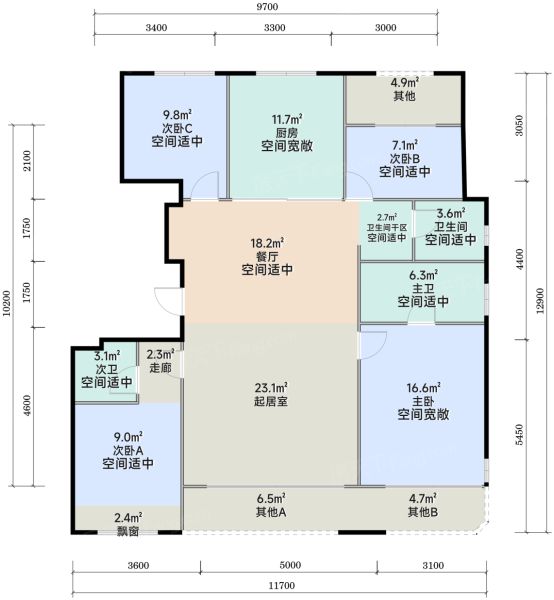 9700
3400
3300
3000
4.9㎡
其他
9.8㎡
次卧C
空间适中
11.7㎡
厨房
空间宽敞
7.1㎡
次卧B
空间适中
3050
2100
1750
1750
10200
4600
2.7㎡
卫生间干区
空间适中
3.6㎡
卫生间
空间适中
18.2㎡
餐厅
空间适中
4400
12900
6.3㎡
主卫
空间适中
3.1㎡
次卫
空间适中
2.3㎡
走廊
23.1㎡
起居室
16.6㎡
主卧
空间宽敞
5450
9.0㎡
次卧A
空间适中
6.5㎡
其他A
4.7㎡
其他B
2.4㎡
飘窗
3600
5000
3100
11700